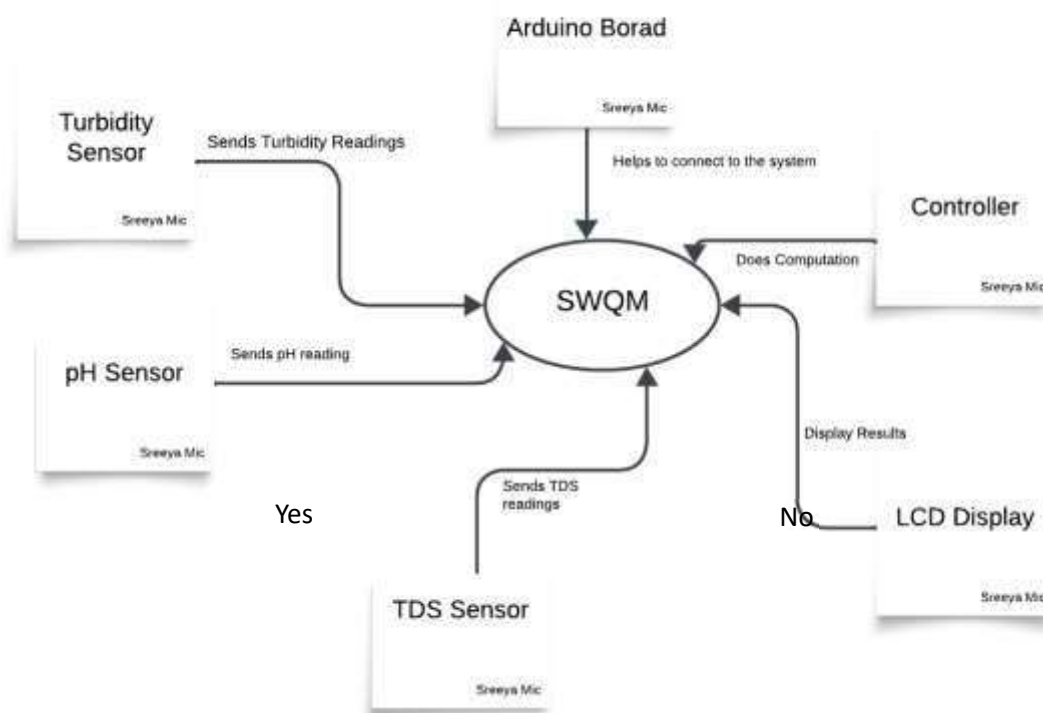 Arduino Borad
Sreeya Mic
Turbidity
Sensor
Sreeya Mic
Sends Turbidity Readings
Helps to connect to the system
Controller
Sreeya Mic
Does Computation
SWQM
pH Sensor
Sreeya Mic
Sends pH reading
Display Results
Sends TDS
readings
Yes
No
LCD Display
Sreeya Mic
TDS Sensor
Sreeya Mic